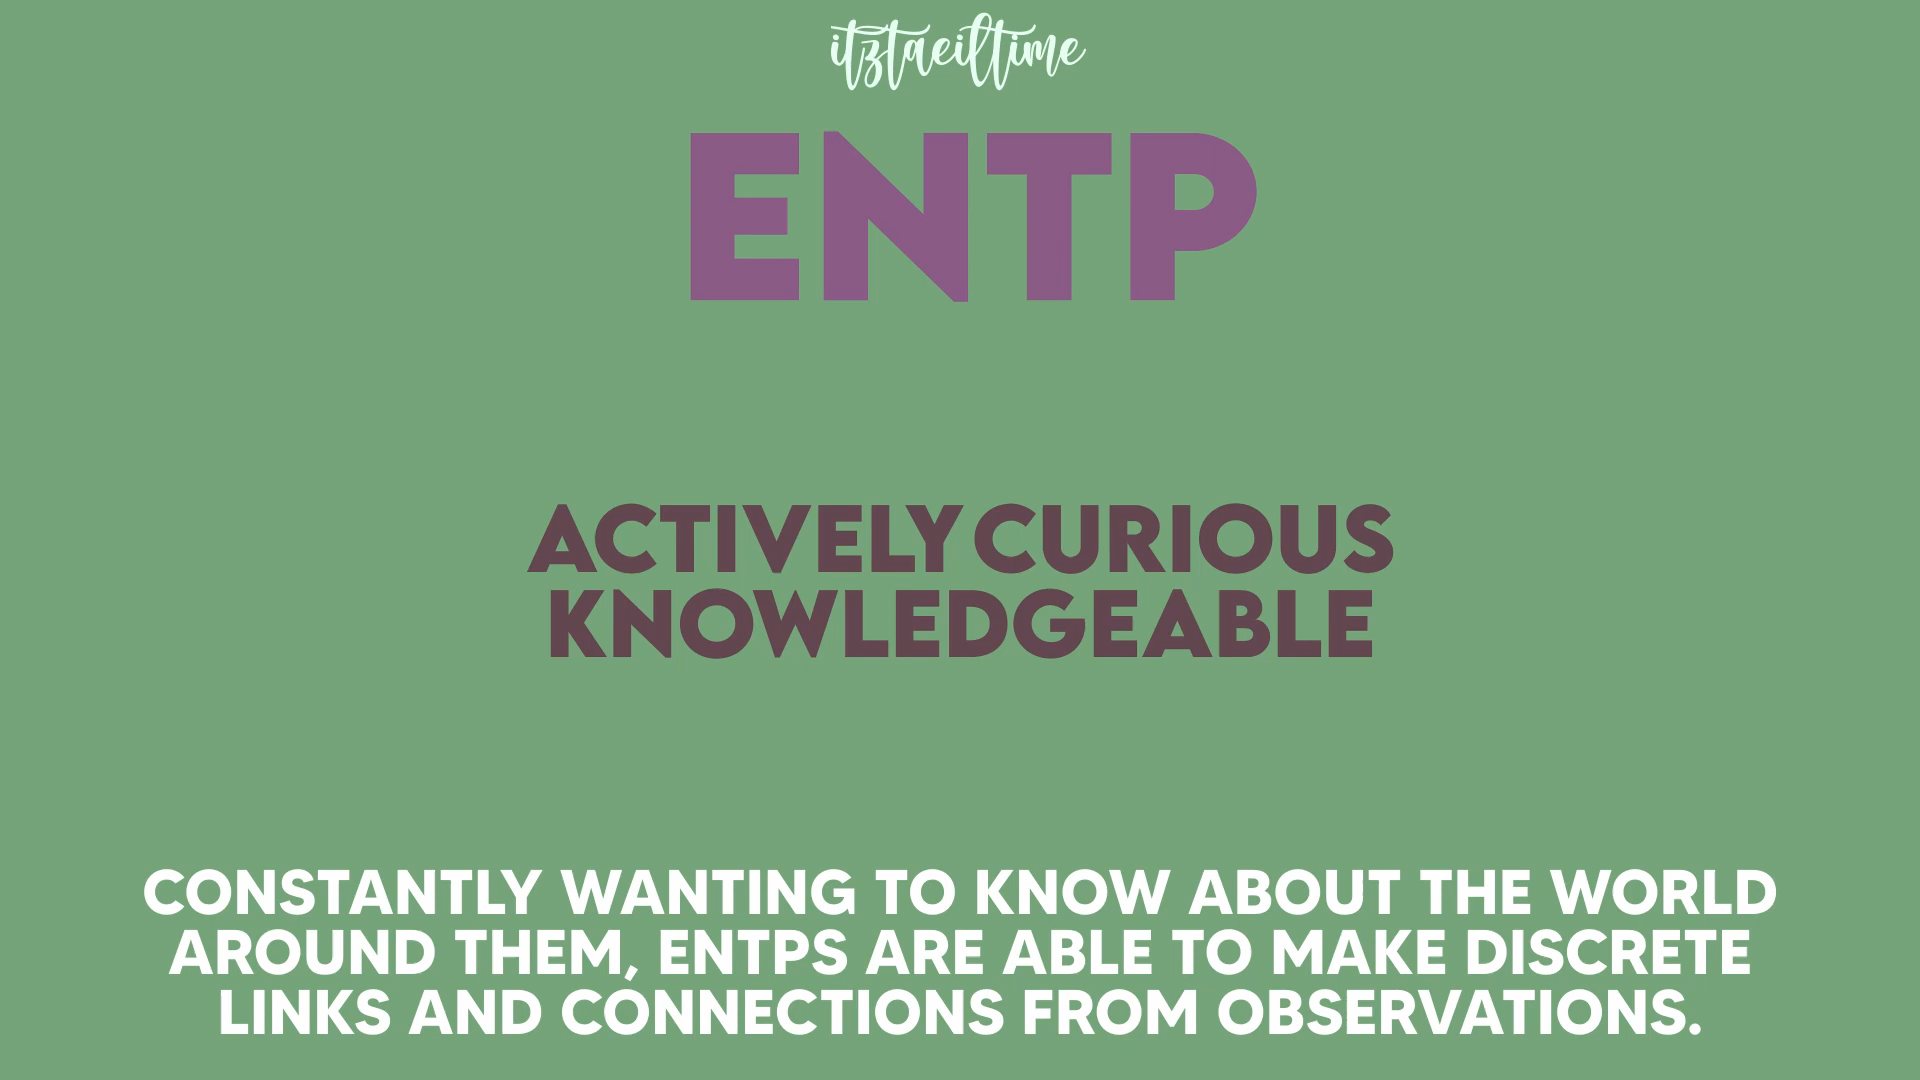 itztaeiltime
ENTP
ACTIVELY CURIOUS
KNOWLEDGEABLE
CONSTANTLY WANTING TO KNOW ABOUT THE WORLD
AROUND THEM, ENTPS ARE ABLE TO MAKE DISCRETE
LINKS AND CONNECTIONS FROM OBSERVATIONS.